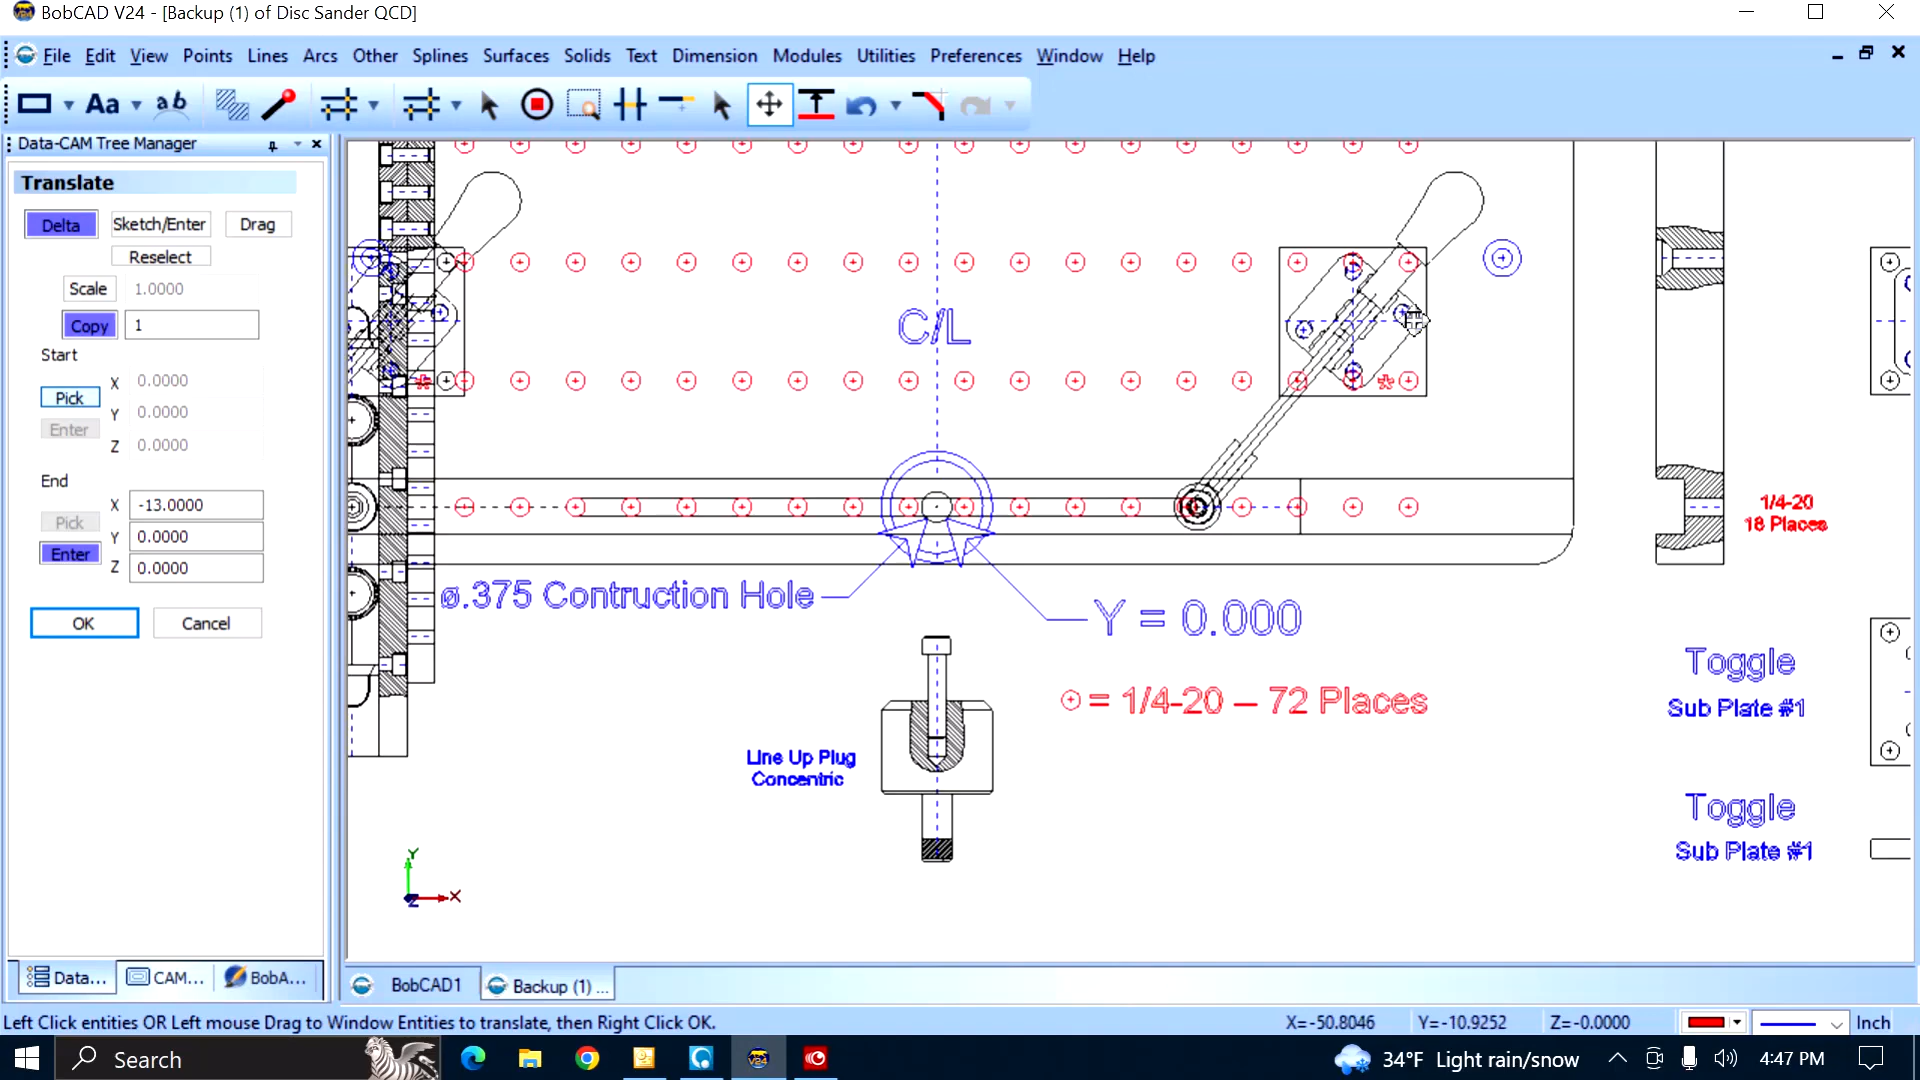 BobCAD V24 - [Backup (1) of Disc Sander QCD]
File Edit View Points Lines Arcs Other Splines Surfaces Solids Text Dimension Modules Utilities Preferences Window Help
Aa ab
Data-CAM Tree Manager
Translate
Delta Sketch/Enter Drag
Reselect
Scale 1.0000
Copy 1
Start
Pick X 0.0000
Y 0.0000
Enter
Z 0.0000
End
X -13.0000
Pick
Y 0.0000
Enter
Z 0.0000
OK Cancel
C/L
1/4-20
18 Places
ø.375 Contruction Hole
Y = 0.000
= 1/4-20 – 72 Places
Line Up Plug
Concentric
Toggle
Sub Plate #1
Toggle
Sub Plate #1
Y
Z X
Data... CAM... BobA...
BobCAD1 Backup (1) ...
Left Click entities OR Left mouse Drag to Window Entities to translate, then Right Click OK.
X=-50.8046 Y=-10.9252 Z=-0.0000 Inch
Search V24 34°F Light rain/snow 4:47 PM